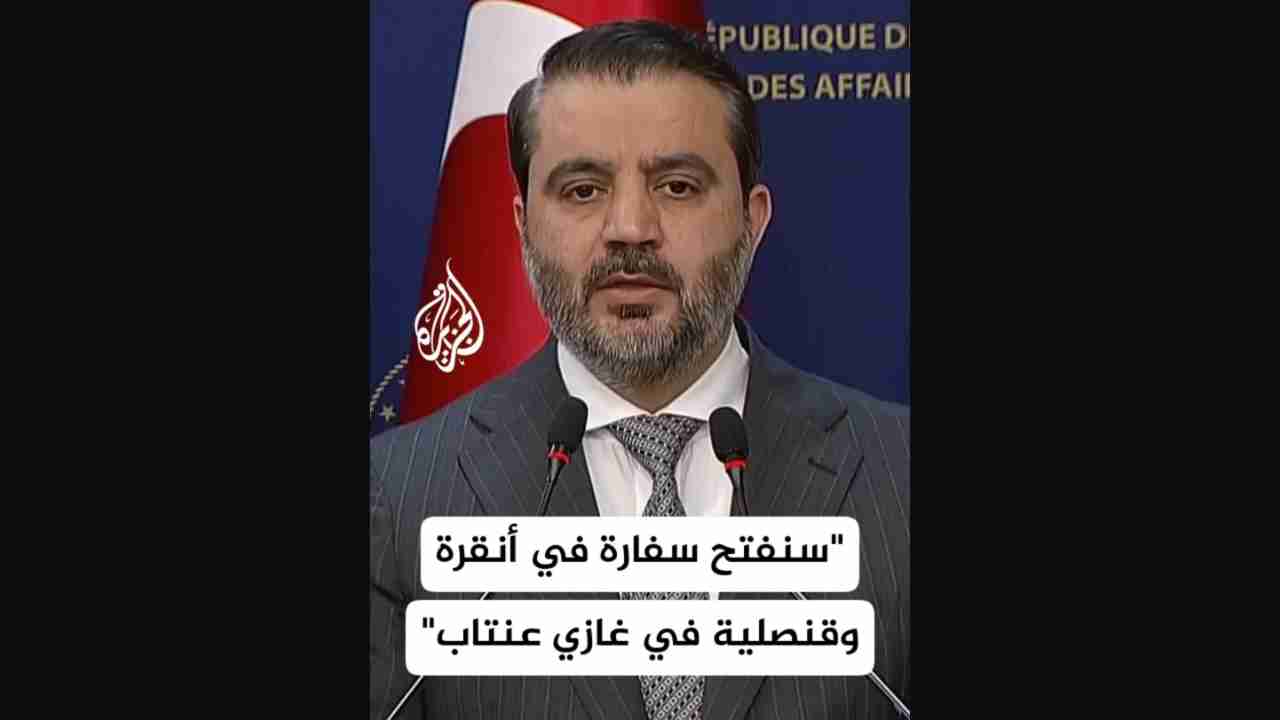 ÉPUBLIQUE D
DES AFFAI
الجزيرة
"سنفتح سفارة في أنقرة
وقنصلية في غازي عنتاب"